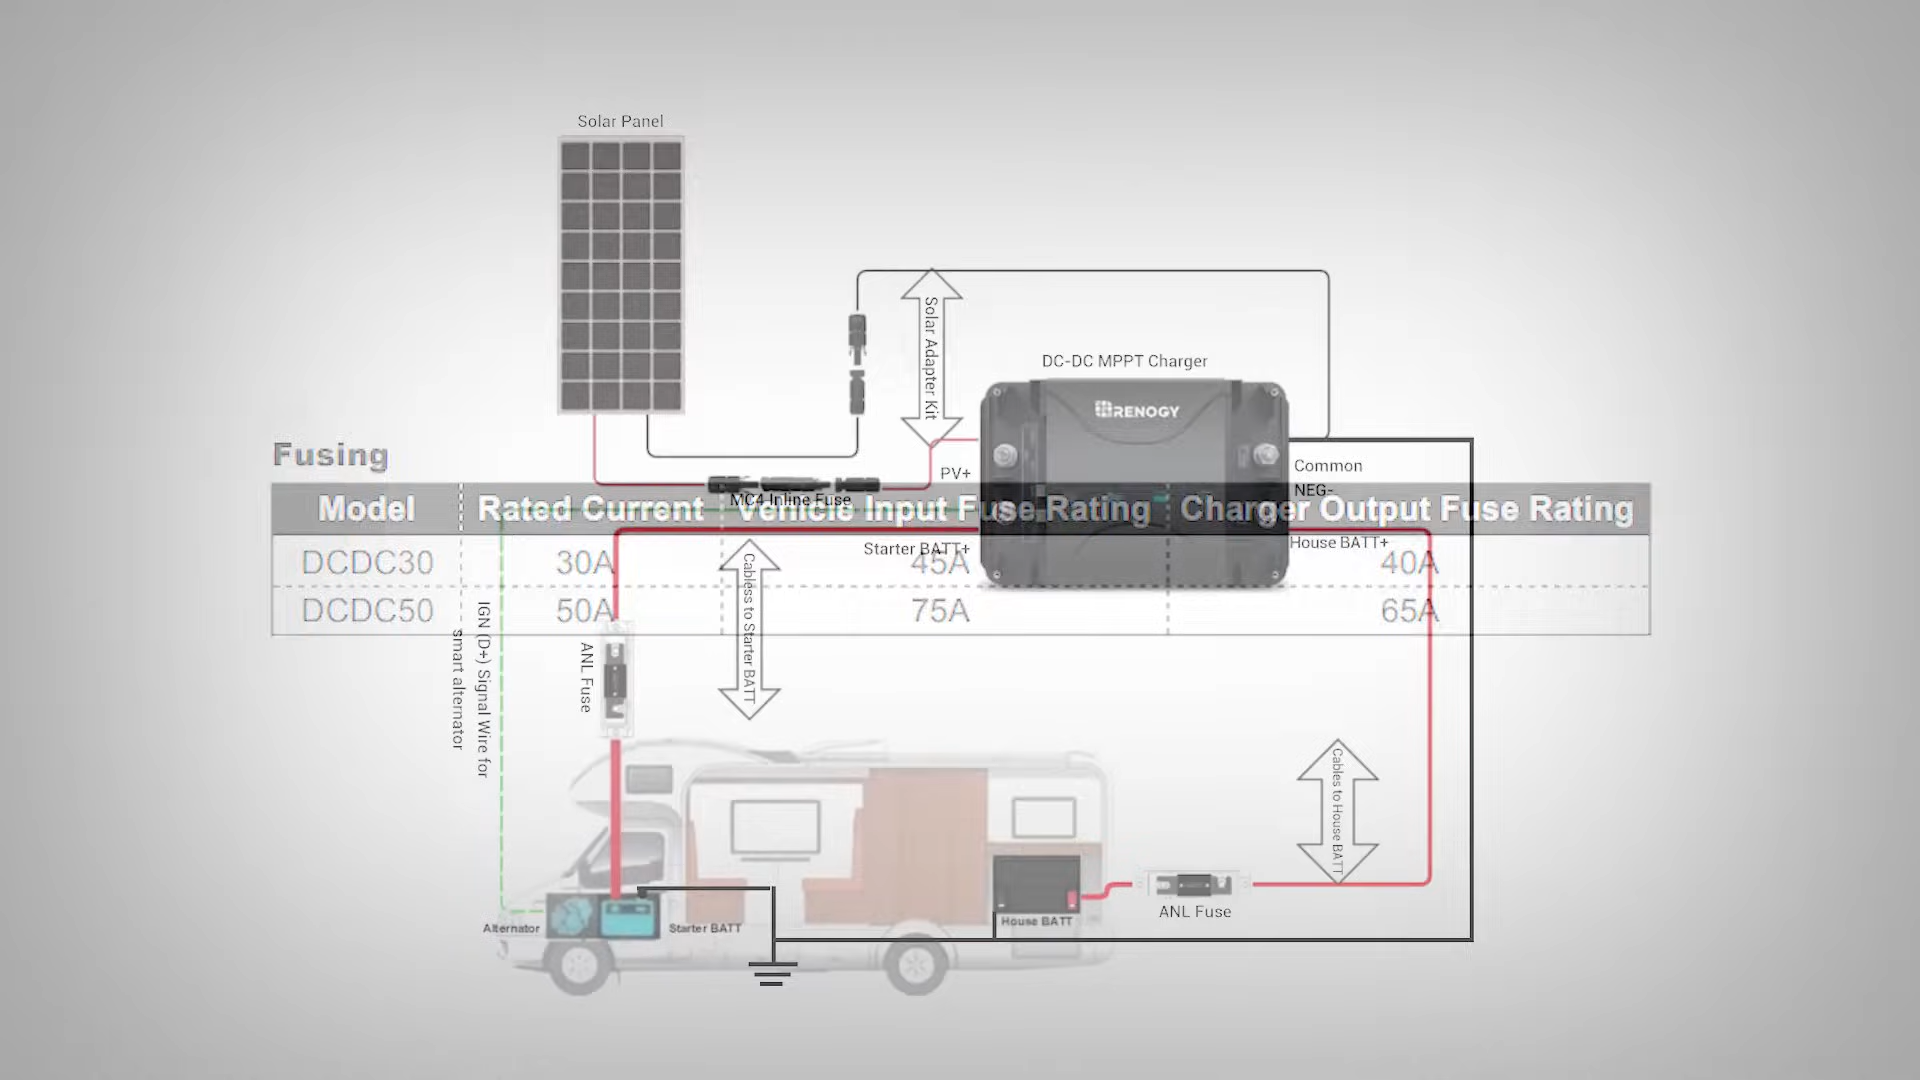 Solar Panel
Solar Adapter Kit
DC-DC MPPT Charger
RENOGY
Fusing
PV+
Common
NEG-
MC4 Inline Fuse
Model Rated Current Vehicle Input Fuse Rating Charger Output Fuse Rating
Starter BATT+
House BATT+
DCDC30 30A 45A 40A
DCDC50 50A 75A 65A
IGN (D+) Signal Wire for
smart alternator
ANL Fuse
Cabless to Starter BATT
Cables to House BATT
ANL Fuse
Alternator
Starter BATT
House BATT